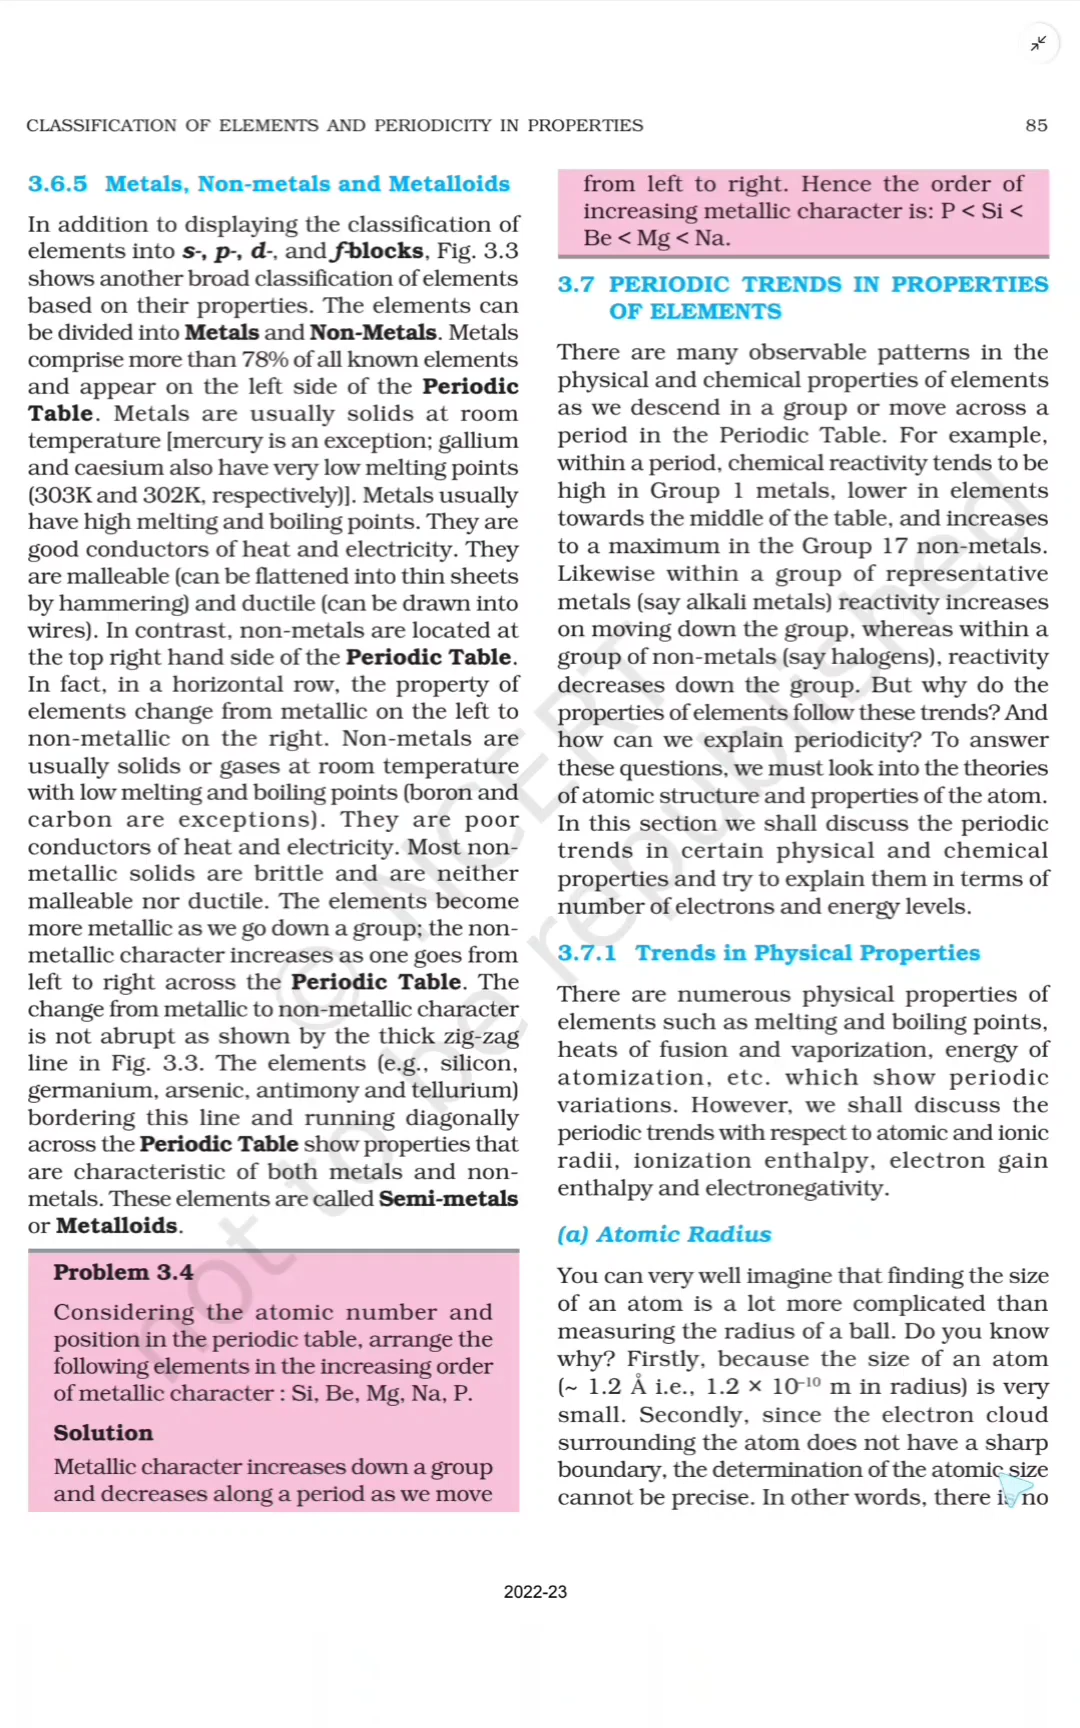 CLASSIFICATION OF ELEMENTS AND PERIODICITY IN PROPERTIES 85
3.6.5 Metals, Non-metals and Metalloids
In addition to displaying the classification of
elements into s-, p-, d-, and f-blocks, Fig. 3.3
shows another broad classification of elements
based on their properties. The elements can
be divided into Metals and Non-Metals. Metals
comprise more than 78% of all known elements
and appear on the left side of the Periodic
Table. Metals are usually solids at room
temperature [mercury is an exception; gallium
and caesium also have very low melting points
(303K and 302K, respectively)]. Metals usually
have high melting and boiling points. They are
good conductors of heat and electricity. They
are malleable (can be flattened into thin sheets
by hammering) and ductile (can be drawn into
wires). In contrast, non-metals are located at
the top right hand side of the Periodic Table.
In fact, in a horizontal row, the property of
elements change from metallic on the left to
non-metallic on the right. Non-metals are
usually solids or gases at room temperature
with low melting and boiling points (boron and
carbon are exceptions). They are poor
conductors of heat and electricity. Most non-
metallic solids are brittle and are neither
malleable nor ductile. The elements become
more metallic as we go down a group; the non-
metallic character increases as one goes from
left to right across the Periodic Table. The
change from metallic to non-metallic character
is not abrupt as shown by the thick zig-zag
line in Fig. 3.3. The elements (e.g., silicon,
germanium, arsenic, antimony and tellurium)
bordering this line and running diagonally
across the Periodic Table show properties that
are characteristic of both metals and non-
metals. These elements are called Semi-metals
or Metalloids.
Problem 3.4
Considering the atomic number and
position in the periodic table, arrange the
following elements in the increasing order
of metallic character : Si, Be, Mg, Na, P.
Solution
Metallic character increases down a group
and decreases along a period as we move
from left to right. Hence the order of
increasing metallic character is: P < Si <
Be < Mg < Na.
3.7 PERIODIC TRENDS IN PROPERTIES
OF ELEMENTS
There are many observable patterns in the
physical and chemical properties of elements
as we descend in a group or move across a
period in the Periodic Table. For example,
within a period, chemical reactivity tends to be
high in Group 1 metals, lower in elements
towards the middle of the table, and increases
to a maximum in the Group 17 non-metals.
Likewise within a group of representative
metals (say alkali metals) reactivity increases
on moving down the group, whereas within a
group of non-metals (say halogens), reactivity
decreases down the group. But why do the
properties of elements follow these trends? And
how can we explain periodicity? To answer
these questions, we must look into the theories
of atomic structure and properties of the atom.
In this section we shall discuss the periodic
trends in certain physical and chemical
properties and try to explain them in terms of
number of electrons and energy levels.
3.7.1 Trends in Physical Properties
There are numerous physical properties of
elements such as melting and boiling points,
heats of fusion and vaporization, energy of
atomization, etc. which show periodic
variations. However, we shall discuss the
periodic trends with respect to atomic and ionic
radii, ionization enthalpy, electron gain
enthalpy and electronegativity.
(a) Atomic Radius
You can very well imagine that finding the size
of an atom is a lot more complicated than
measuring the radius of a ball. Do you know
why? Firstly, because the size of an atom
(~ 1.2 Å i.e., 1.2 × 10⁻¹⁰ m in radius) is very
small. Secondly, since the electron cloud
surrounding the atom does not have a sharp
boundary, the determination of the atomic size
cannot be precise. In other words, there is no
© NCERT
not to be republished
2022-23